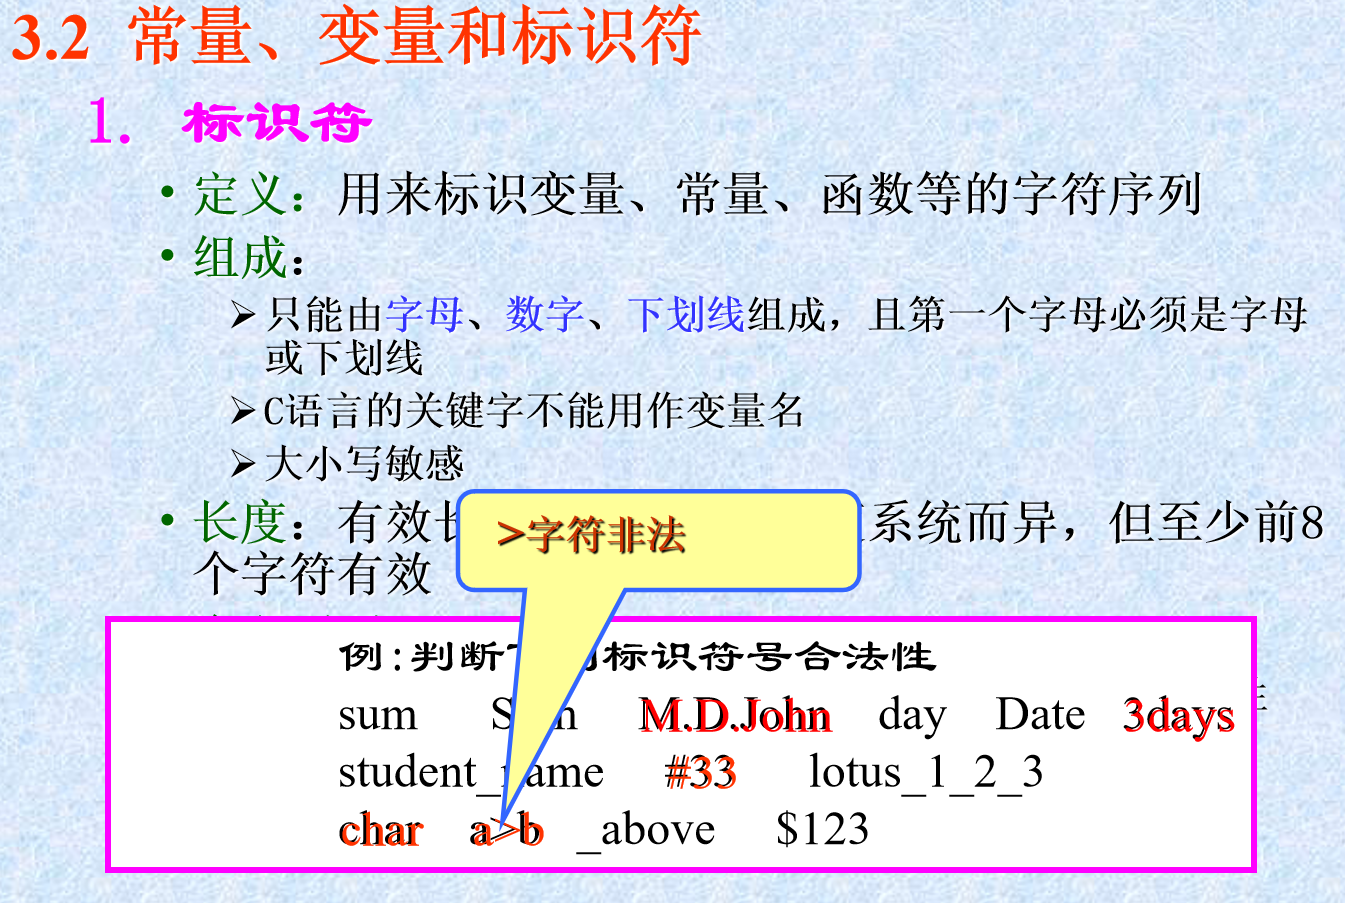 3.2 常量、变量和标识符
1. 标识符
• 定义：用来标识变量、常量、函数等的字符序列
• 组成：
➢只能由字母、数字、下划线组成，且第一个字母必须是字母
或下划线
➢C语言的关键字不能用作变量名
➢大小写敏感
• 长度：有效长 系统而异，但至少前8
个字符有效
>字符非法
例:判断 标识符号合法性
sum M.D.John day Date 3days
student_name #33 lotus_1_2_3
char a>b _above $123